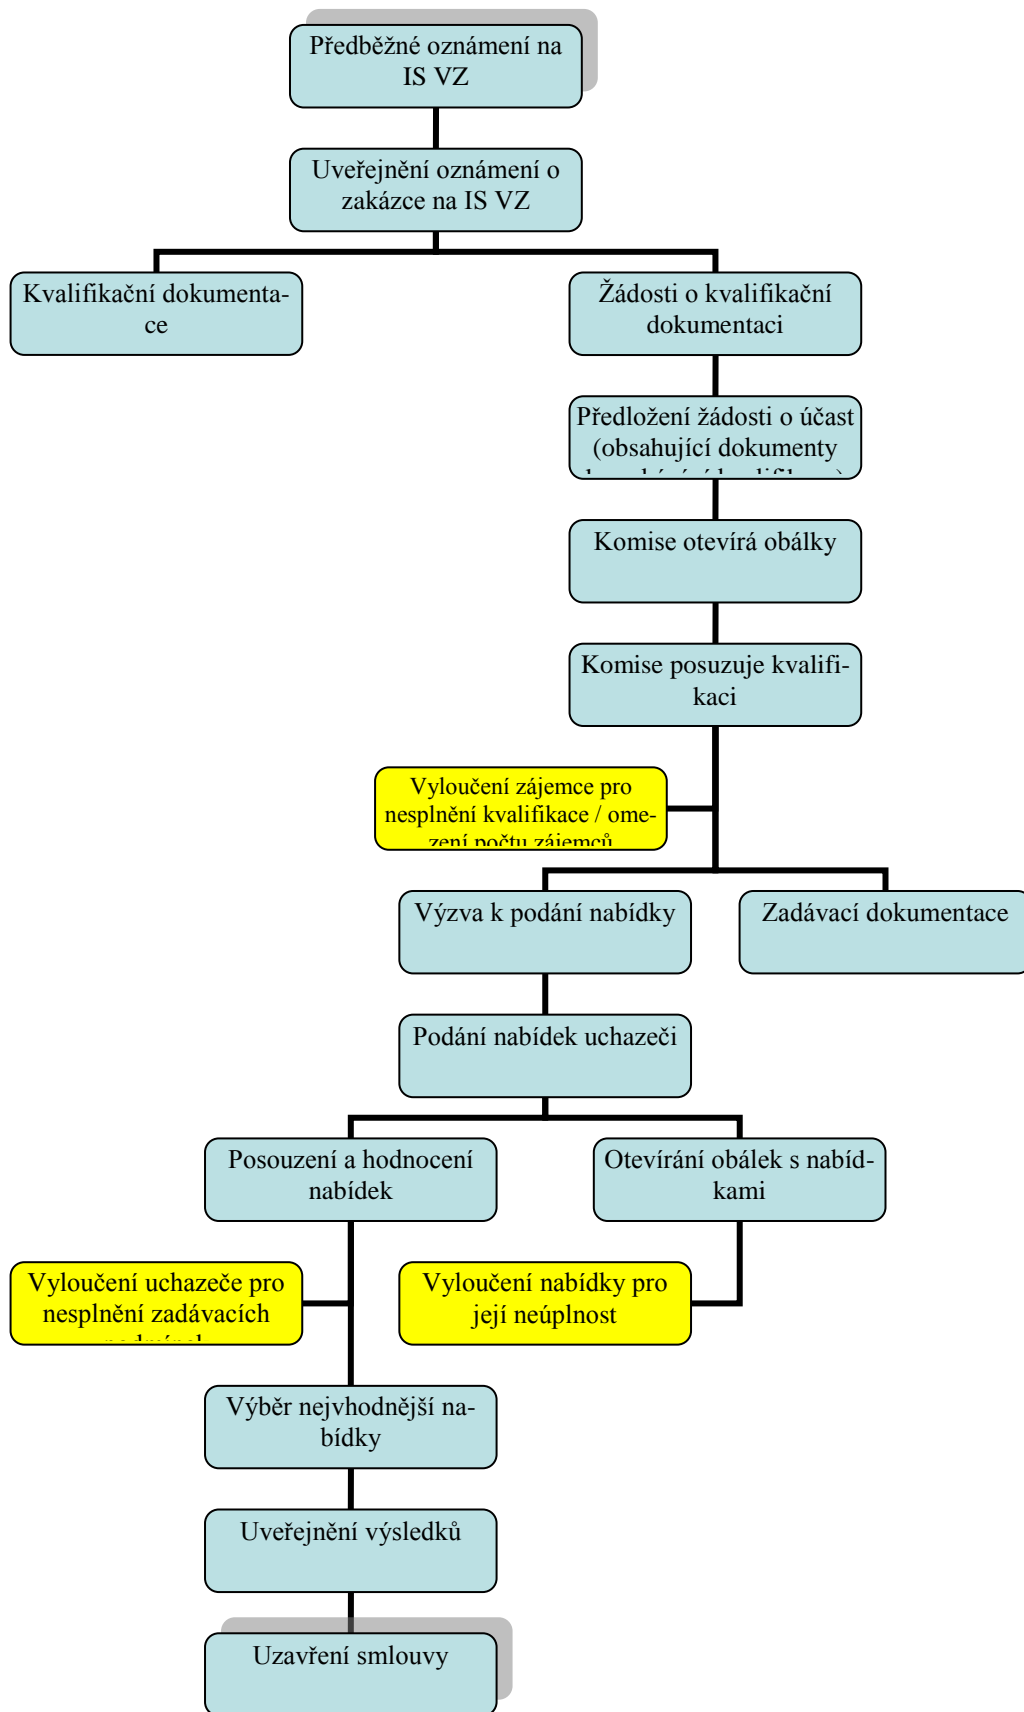 Předběžné oznámení na
IS VZ
Uveřejnění oznámení o
zakázce na IS VZ
Kvalifikační dokumenta-
ce
Žádosti o kvalifikační
dokumentaci
Předložení žádosti o účast
(obsahující dokumenty
Komise otevírá obálky
Komise posuzuje kvalifi-
kaci
Vyloučení zájemce pro
nesplnění kvalifikace / ome-
zení počtu zájemců
Výzva k podání nabídky
Zadávací dokumentace
Podání nabídek uchazeči
Posouzení a hodnocení
nabídek
Otevírání obálek s nabíd-
kami
Vyloučení uchazeče pro
nesplnění zadávacích
Vyloučení nabídky pro
její neúplnost
Výběr nejvhodnější na-
bídky
Uveřejnění výsledků
Uzavření smlouvy